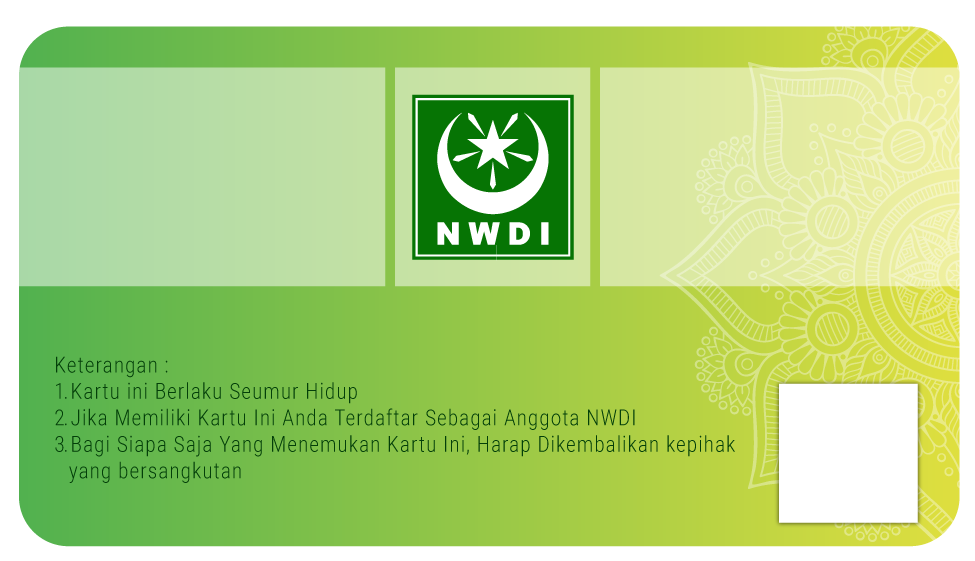 NWDI
Keterangan :
1.Kartu ini Berlaku Seumur Hidup
2.Jika Memiliki Kartu Ini Anda Terdaftar Sebagai Anggota NWDI
3.Bagi Siapa Saja Yang Menemukan Kartu Ini, Harap Dikembalikan kepihak
yang bersangkutan